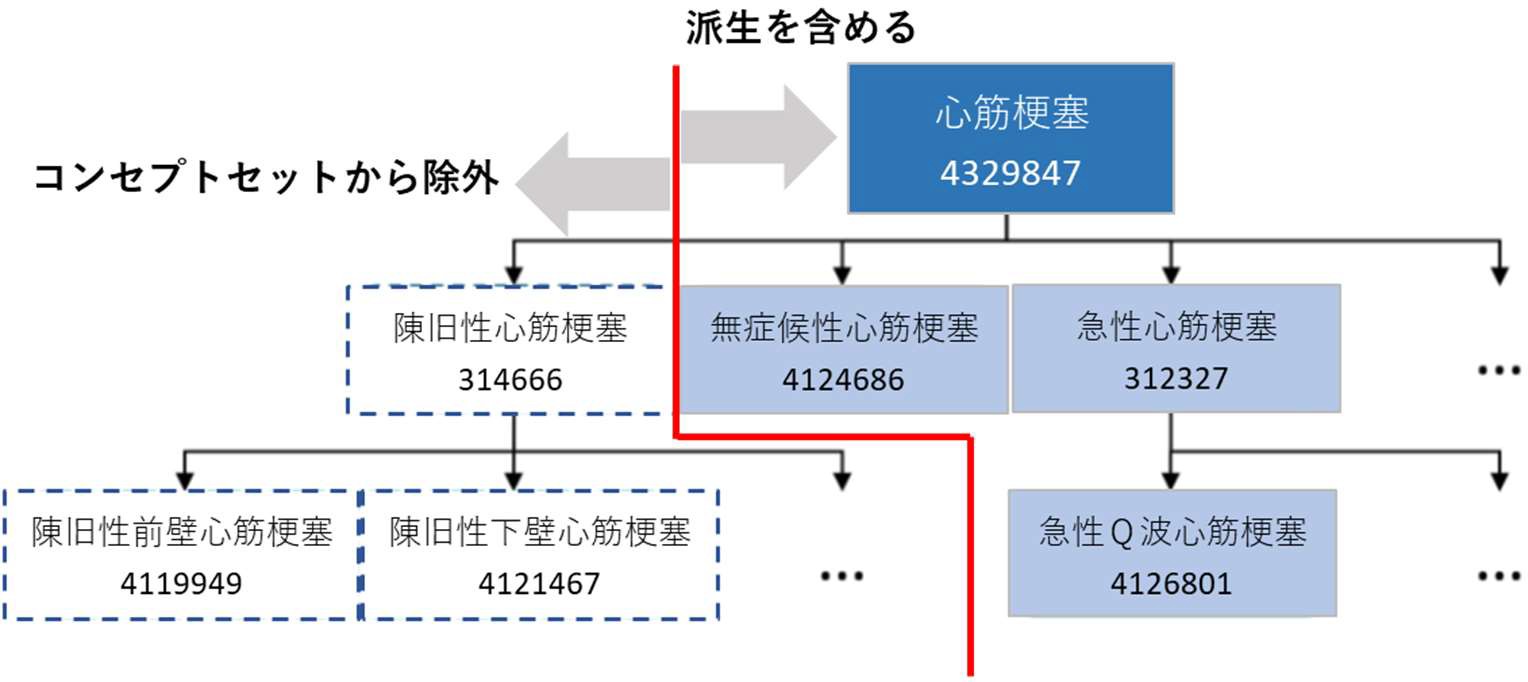 派生を含める
心筋梗塞
4329847
コンセプトセットから除外
陳旧性心筋梗塞
314666
無症候性心筋梗塞
4124686
急性心筋梗塞
312327
...
陳旧性前壁心筋梗塞
4119949
陳旧性下壁心筋梗塞
4121467
...
急性Ｑ波心筋梗塞
4126801
...